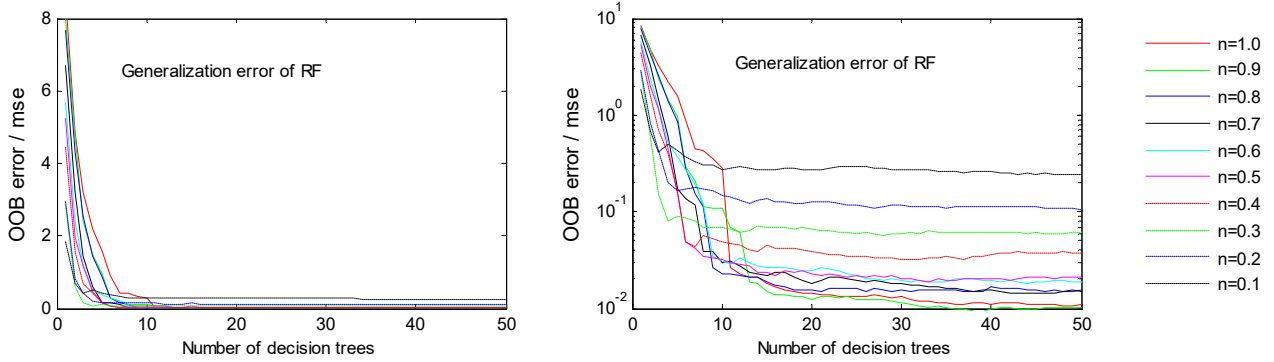 8
6
4
2
0
0
10
20
30
40
50
OOB error / mse
Number of decision trees
Generalization error of RF
10^1
10^0
10^-1
10^-2
0
10
20
30
40
50
OOB error / mse
Number of decision trees
Generalization error of RF
n=1.0
n=0.9
n=0.8
n=0.7
n=0.6
n=0.5
n=0.4
n=0.3
n=0.2
n=0.1